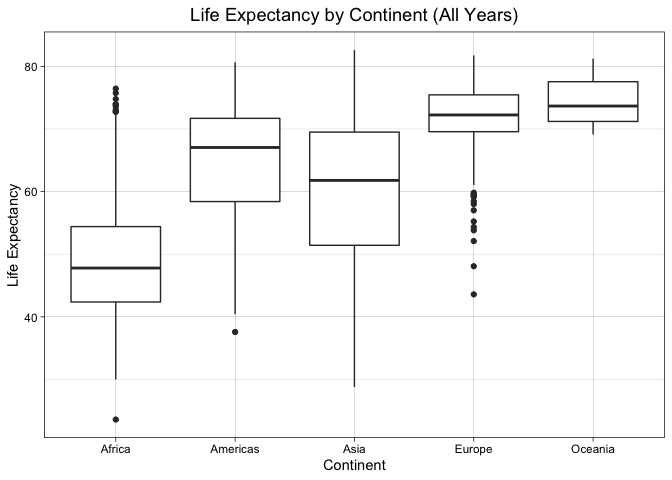 Life Expectancy by Continent (All Years)
80
60
40
Life Expectancy
Africa Americas Asia Europe Oceania
Continent